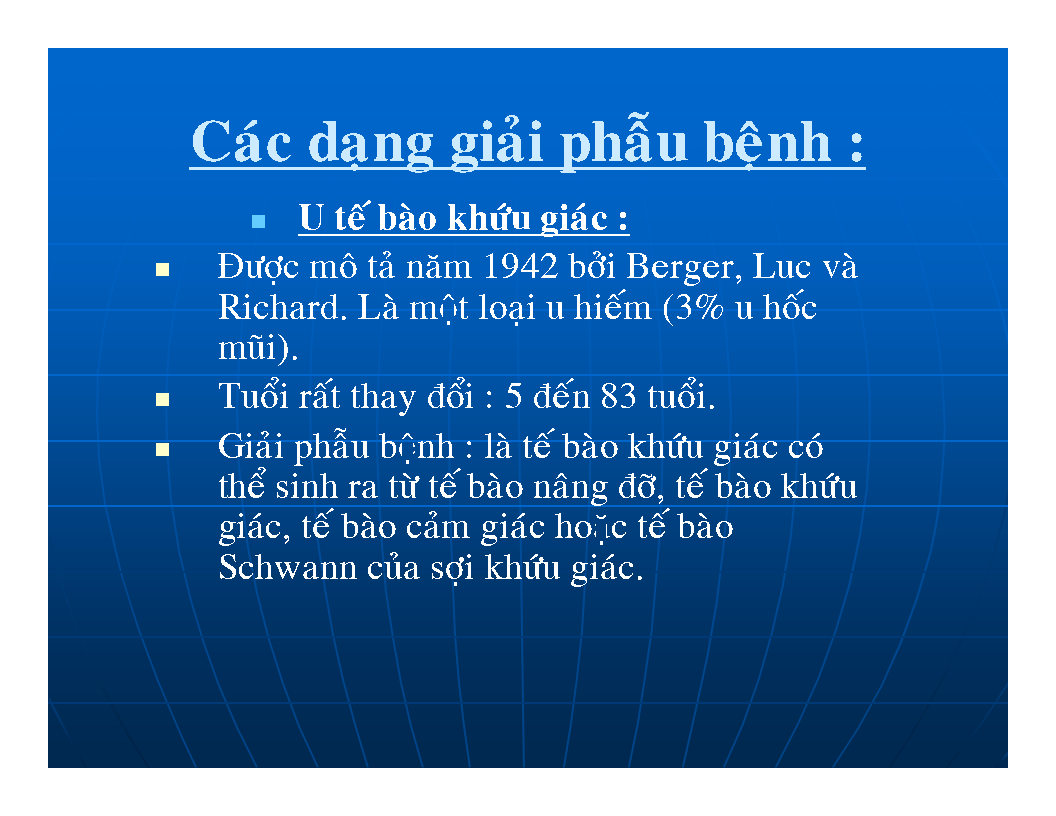 Các dạng giải phẫu bệnh :
U tế bào khứu giác :
Được mô tả năm 1942 bởi Berger, Luc và
Richard. Là một loại u hiếm (3% u hốc
mũi).
Tuổi rất thay đổi : 5 đến 83 tuổi.
Giải phẫu bệnh : là tế bào khứu giác có
thể sinh ra từ tế bào nâng đỡ, tế bào khứu
giác, tế bào cảm giác hoặc tế bào
Schwann của sợi khứu giác.